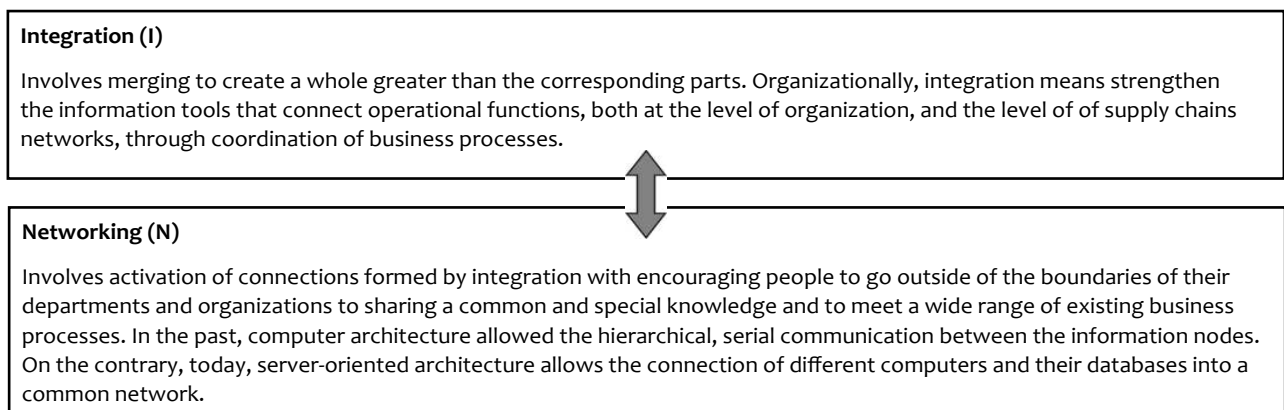 Integration (I)
Involves merging to create a whole greater than the corresponding parts. Organizationally, integration means strengthen
the information tools that connect operational functions, both at the level of organization, and the level of of supply chains
networks, through coordination of business processes.
Networking (N)
Involves activation of connections formed by integration with encouraging people to go outside of the boundaries of their
departments and organizations to sharing a common and special knowledge and to meet a wide range of existing business
processes. In the past, computer architecture allowed the hierarchical, serial communication between the information nodes.
On the contrary, today, server-oriented architecture allows the connection of different computers and their databases into a
common network.